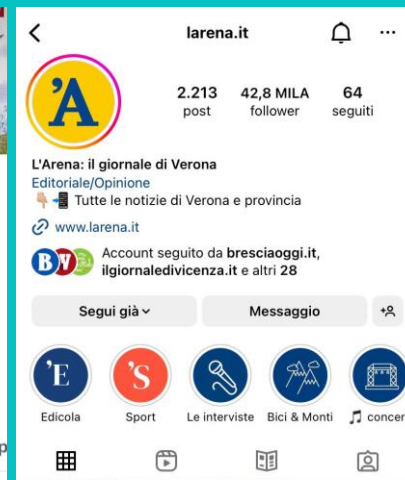 larena.it
'A
2.213 42,8 MILA 64
post follower seguiti
L'Arena: il giornale di Verona
Editoriale/Opinione
Tutte le notizie di Verona e provincia
www.larena.it
B V
Account seguito da bresciaoggi.it,
ilgiornaledivicenza.it e altri 28
Segui già Messaggio
'E 'S
Edicola Sport Le interviste Bici & Monti concer
p